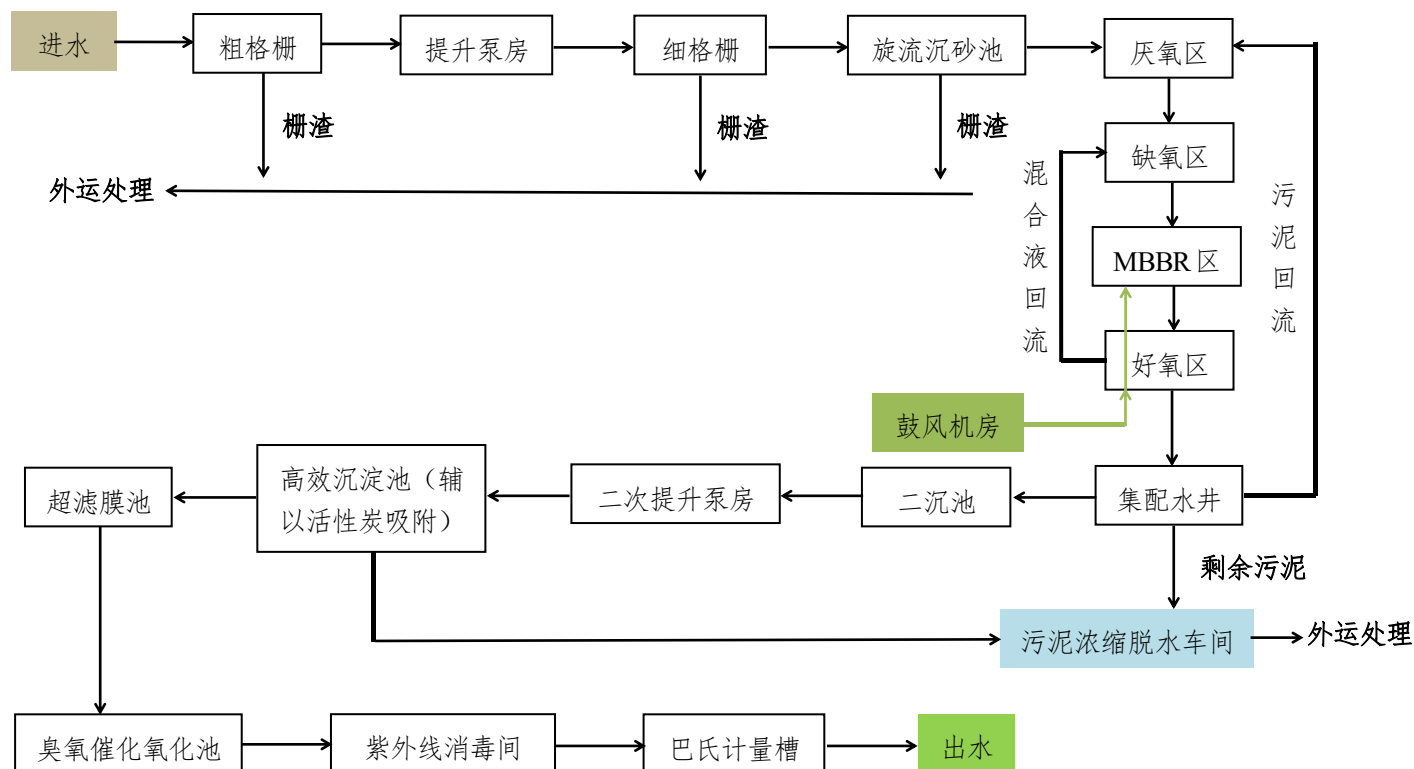 进水
粗格栅
提升泵房
细格栅
旋流沉砂池
厌氧区
栅渣
栅渣
栅渣
外运处理
缺氧区
混合液回流
污泥回流
MBBR 区
好氧区
鼓风机房
超滤膜池
高效沉淀池（辅
以活性炭吸附）
二次提升泵房
二沉池
集配水井
剩余污泥
污泥浓缩脱水车间
外运处理
臭氧催化氧化池
紫外线消毒间
巴氏计量槽
出水